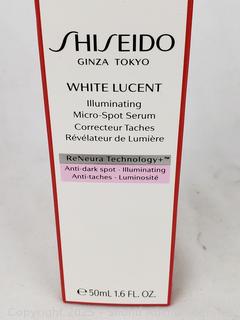 SHISEIDO
GINZA TOKYO
WHITE LUCENT
Illuminating
Micro-Spot Serum
Correcteur Taches
Révélateur de Lumière
ReNeura Technology+™
Anti-dark spot · Illuminating
Anti-taches · Luminosité
℮ 50mL 1.6 FL. OZ.